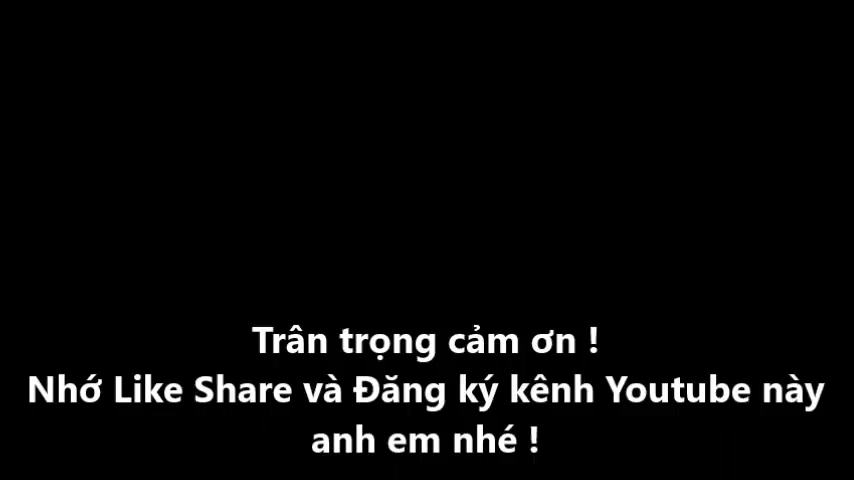 Trân trọng cảm ơn !
Nhớ Like Share và Đăng ký kênh Youtube này
anh em nhé !